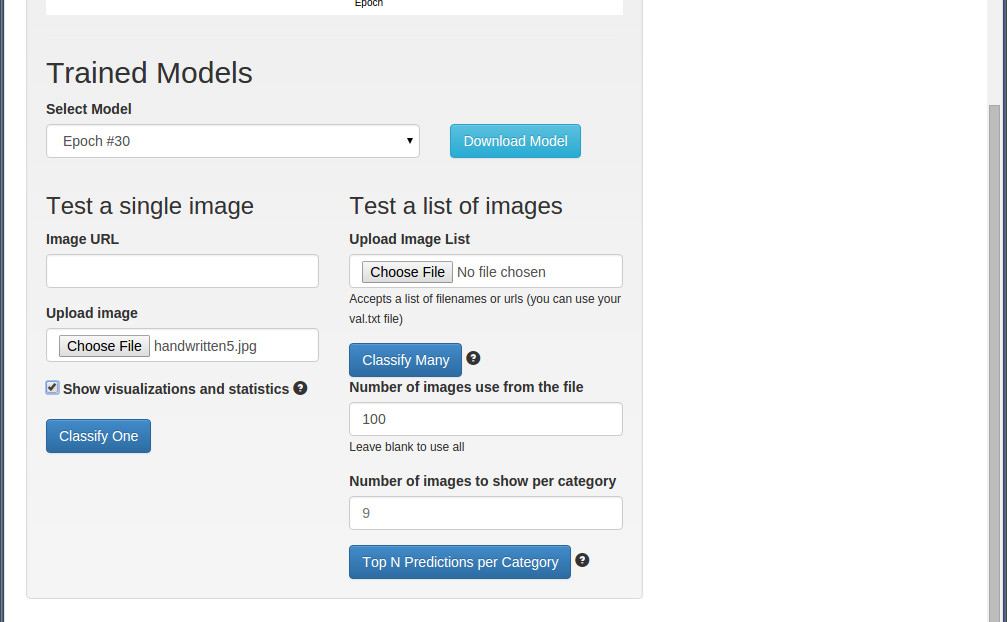 Epoch
Trained Models
Select Model
Epoch #30
Download Model
Test a single image
Image URL
Upload image
Choose File handwritten5.jpg
Show visualizations and statistics ?
Classify One
Test a list of images
Upload Image List
Choose File No file chosen
Accepts a list of filenames or urls (you can use your
val.txt file)
Classify Many ?
Number of images use from the file
100
Leave blank to use all
Number of images to show per category
9
Top N Predictions per Category ?